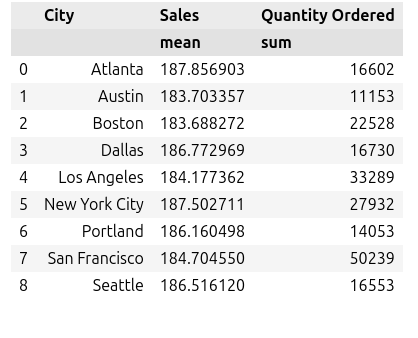 City Sales Quantity Ordered
mean sum
0 Atlanta 187.856903 16602
1 Austin 183.703357 11153
2 Boston 183.688272 22528
3 Dallas 186.772969 16730
4 Los Angeles 184.177362 33289
5 New York City 187.502711 27932
6 Portland 186.160498 14053
7 San Francisco 184.704550 50239
8 Seattle 186.516120 16553